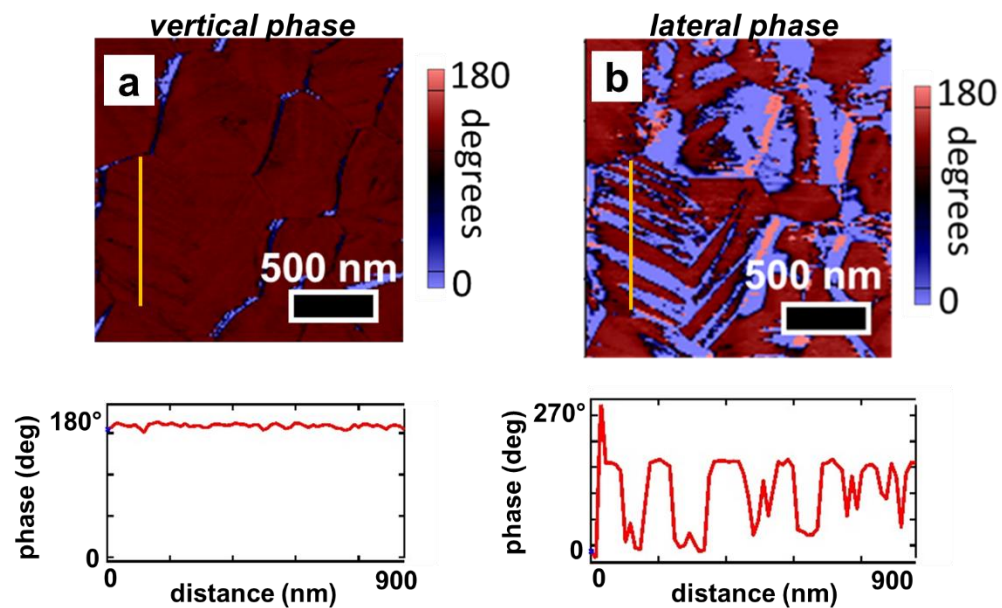 vertical phase
a
180
degrees
0
500 nm
lateral phase
b
180
degrees
0
500 nm
180°
phase (deg)
0
0
900
distance (nm)
270°
phase (deg)
0
0
900
distance (nm)